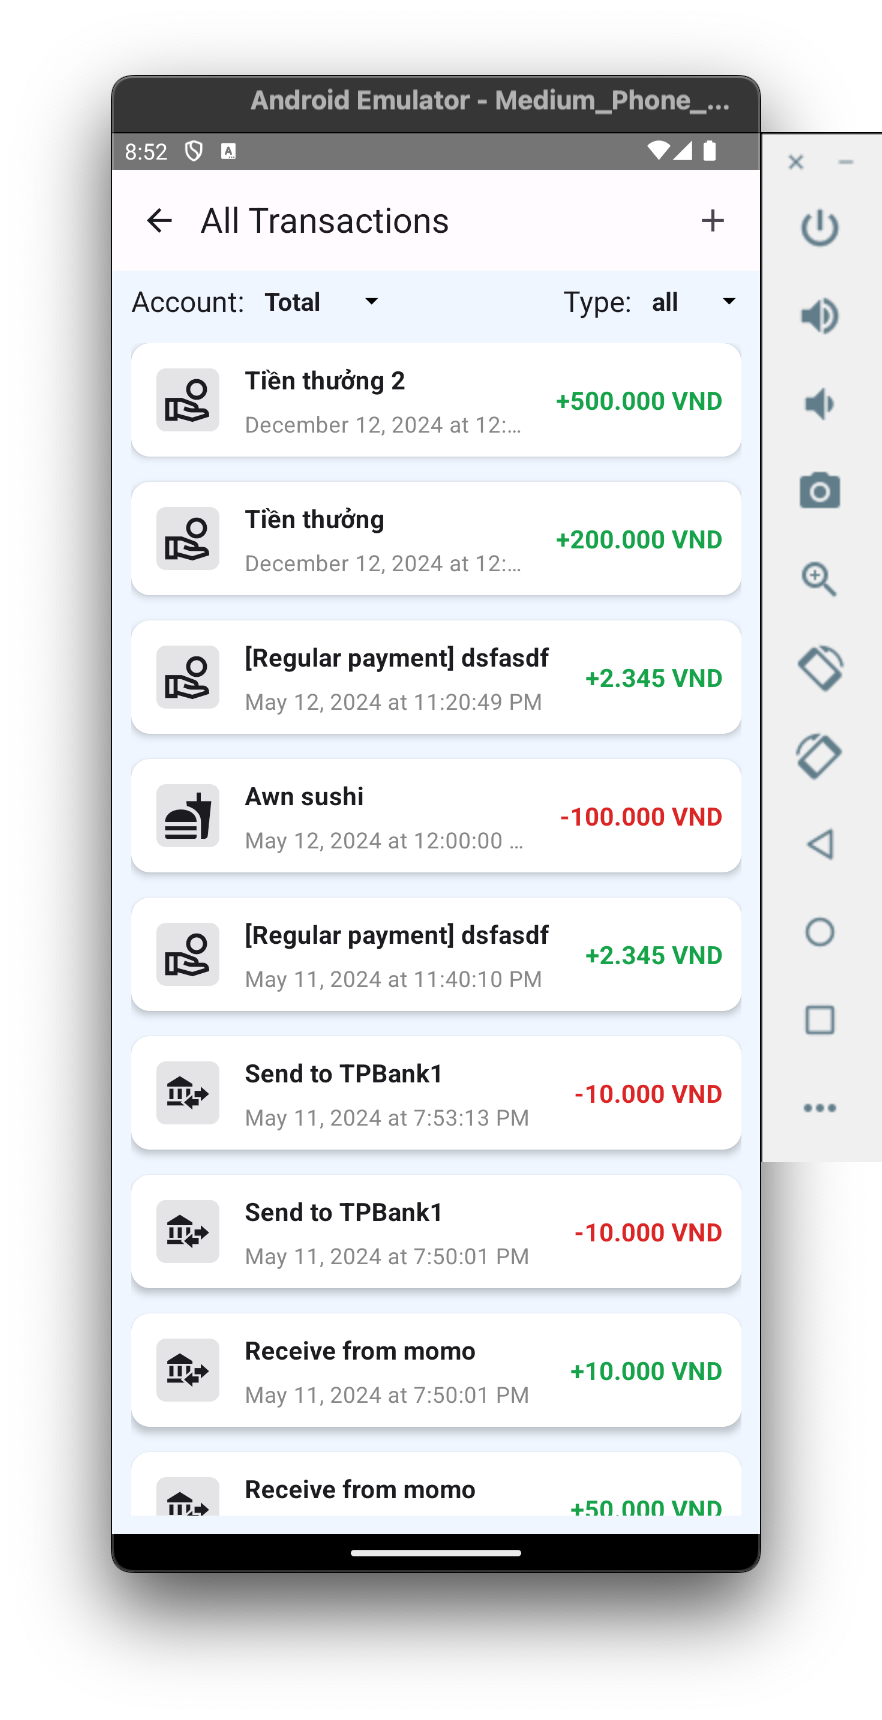 Android Emulator - Medium_Phone_...
8:52
All Transactions
Account: Total Type: all
Tiền thưởng 2
+500.000 VND
December 12, 2024 at 12:...
Tiền thưởng
+200.000 VND
December 12, 2024 at 12:...
[Regular payment] dsfasdf
+2.345 VND
May 12, 2024 at 11:20:49 PM
Awn sushi
-100.000 VND
May 12, 2024 at 12:00:00 ...
[Regular payment] dsfasdf
+2.345 VND
May 11, 2024 at 11:40:10 PM
Send to TPBank1
-10.000 VND
May 11, 2024 at 7:53:13 PM
Send to TPBank1
-10.000 VND
May 11, 2024 at 7:50:01 PM
Receive from momo
+10.000 VND
May 11, 2024 at 7:50:01 PM
Receive from momo
+50.000 VND